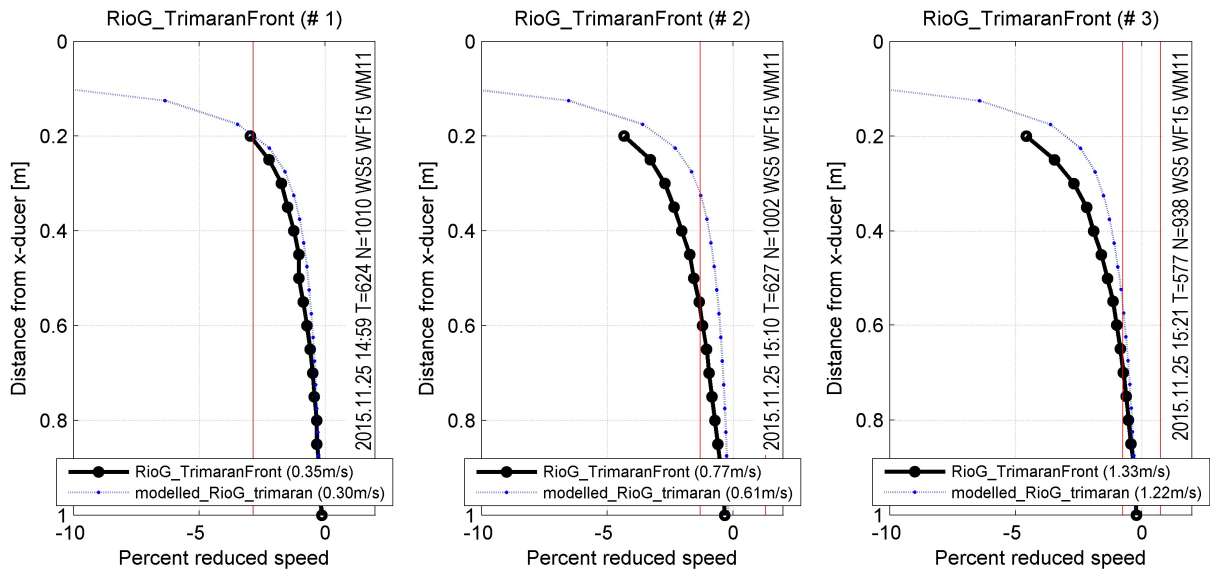 RioG_TrimaranFront (# 1)
0
0.2
0.4
0.6
0.8
1
Distance from x-ducer [m]
-10
-5
0
Percent reduced speed
2015.11.25 14:59 T=624 N=1010 WS5 WF15 WM11
RioG_TrimaranFront (0.35m/s)
modelled_RioG_trimaran (0.30m/s)
RioG_TrimaranFront (# 2)
0
0.2
0.4
0.6
0.8
1
Distance from x-ducer [m]
-10
-5
0
Percent reduced speed
2015.11.25 15:10 T=627 N=1002 WS5 WF15 WM11
RioG_TrimaranFront (0.77m/s)
modelled_RioG_trimaran (0.61m/s)
RioG_TrimaranFront (# 3)
0
0.2
0.4
0.6
0.8
1
Distance from x-ducer [m]
-10
-5
0
Percent reduced speed
2015.11.25 15:21 T=577 N=938 WS5 WF15 WM11
RioG_TrimaranFront (1.33m/s)
modelled_RioG_trimaran (1.22m/s)